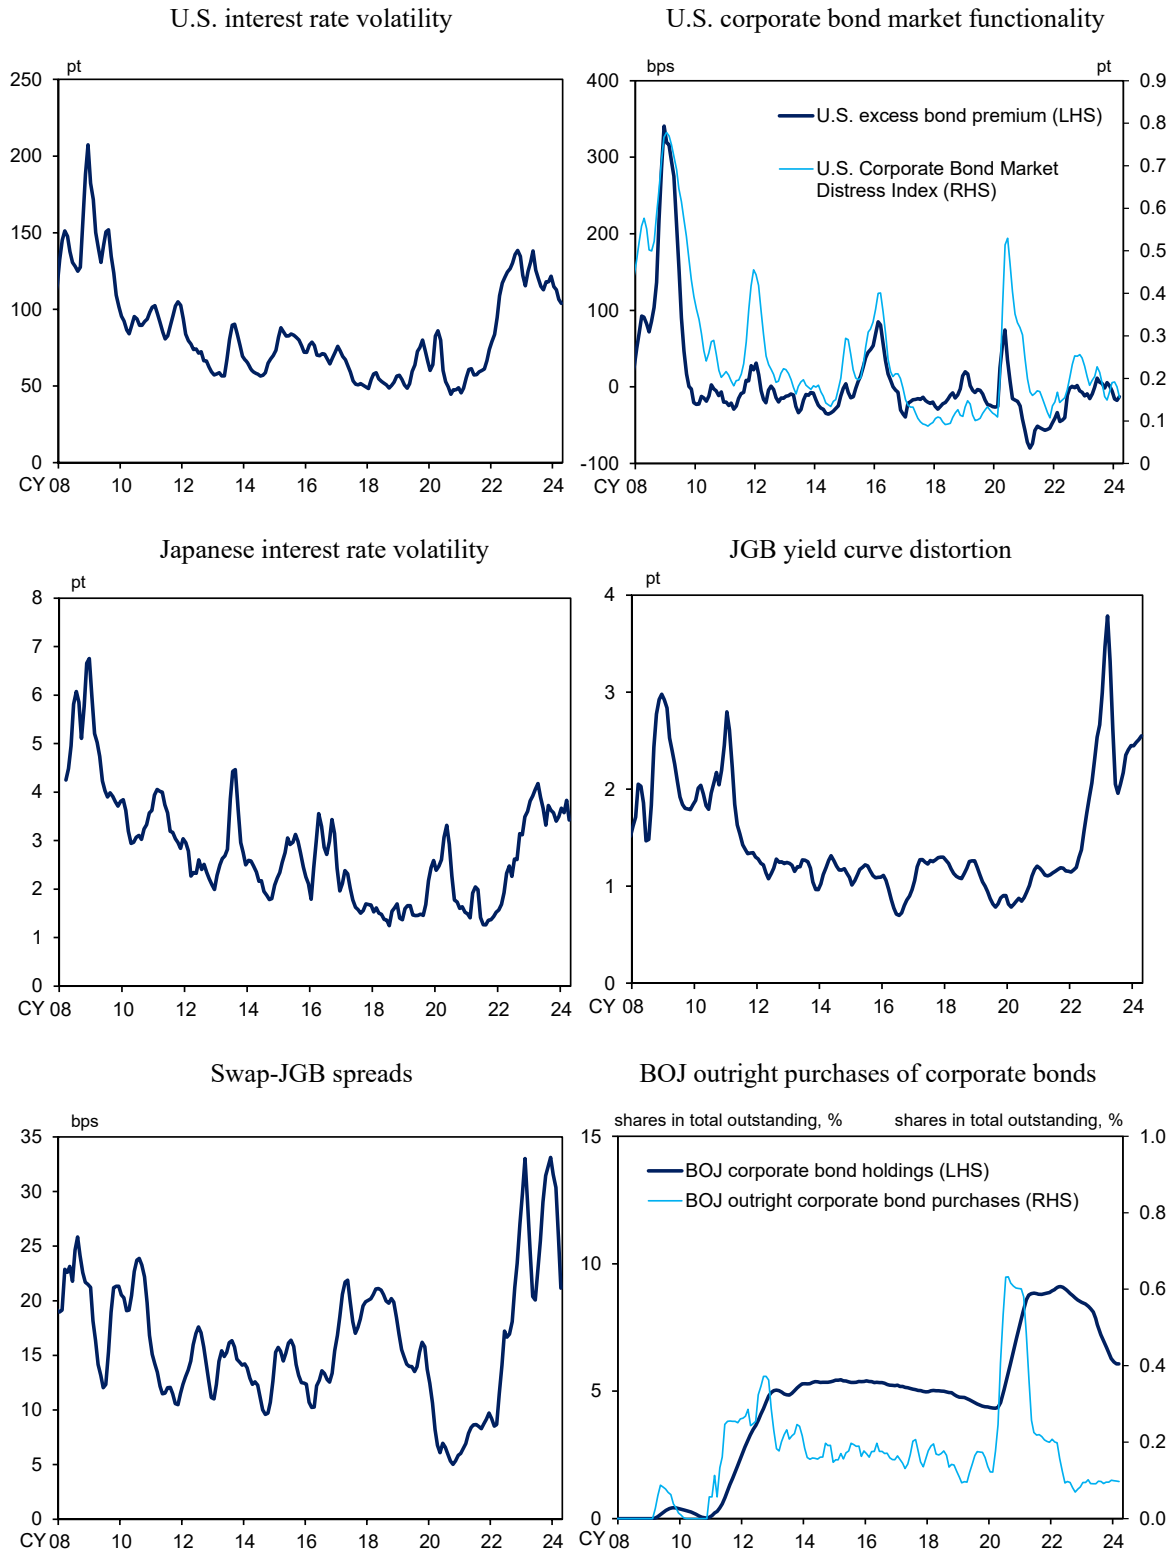 U.S. interest rate volatility
pt
250
200
150
100
50
0
CY 08 10 12 14 16 18 20 22 24
U.S. corporate bond market functionality
bps pt
U.S. excess bond premium (LHS)
U.S. Corporate Bond Market
Distress Index (RHS)
400
300
200
100
0
-100
0.9
0.8
0.7
0.6
0.5
0.4
0.3
0.2
0.1
0
CY 08 10 12 14 16 18 20 22 24
Japanese interest rate volatility
pt
8
7
6
5
4
3
2
1
0
CY 08 10 12 14 16 18 20 22 24
JGB yield curve distortion
pt
4
3
2
1
0
CY 08 10 12 14 16 18 20 22 24
Swap-JGB spreads
bps
35
30
25
20
15
10
5
0
CY 08 10 12 14 16 18 20 22 24
BOJ outright purchases of corporate bonds
shares in total outstanding, % shares in total outstanding, %
BOJ corporate bond holdings (LHS)
BOJ outright corporate bond purchases (RHS)
15
10
5
0
1.0
0.8
0.6
0.4
0.2
0.0
CY 08 10 12 14 16 18 20 22 24